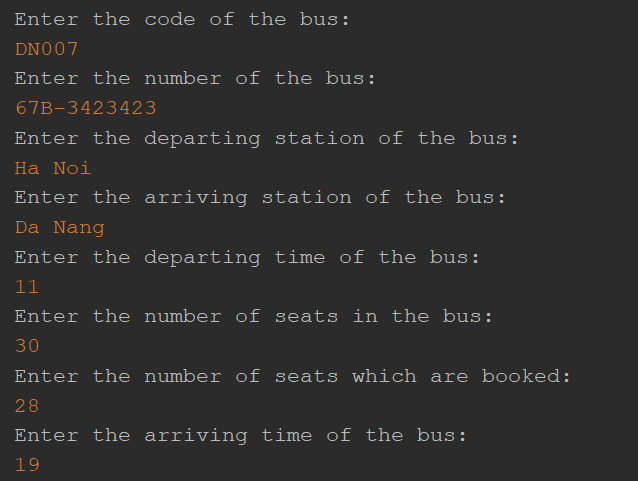 Enter the code of the bus:
DN007
Enter the number of the bus:
67B-3423423
Enter the departing station of the bus:
Ha Noi
Enter the arriving station of the bus:
Da Nang
Enter the departing time of the bus:
11
Enter the number of seats in the bus:
30
Enter the number of seats which are booked:
28
Enter the arriving time of the bus:
19